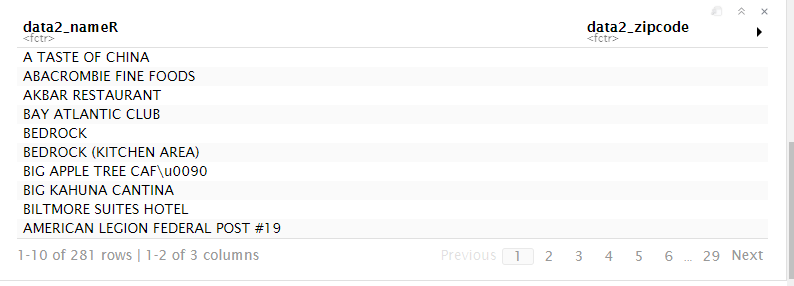 data2_nameR data2_zipcode
<fctr> <fctr>
A TASTE OF CHINA
ABACROMBIE FINE FOODS
AKBAR RESTAURANT
BAY ATLANTIC CLUB
BEDROCK
BEDROCK (KITCHEN AREA)
BIG APPLE TREE CAF\u0090
BIG KAHUNA CANTINA
BILTMORE SUITES HOTEL
AMERICAN LEGION FEDERAL POST #19
1-10 of 281 rows | 1-2 of 3 columns Previous 1 2 3 4 5 6 ... 29 Next